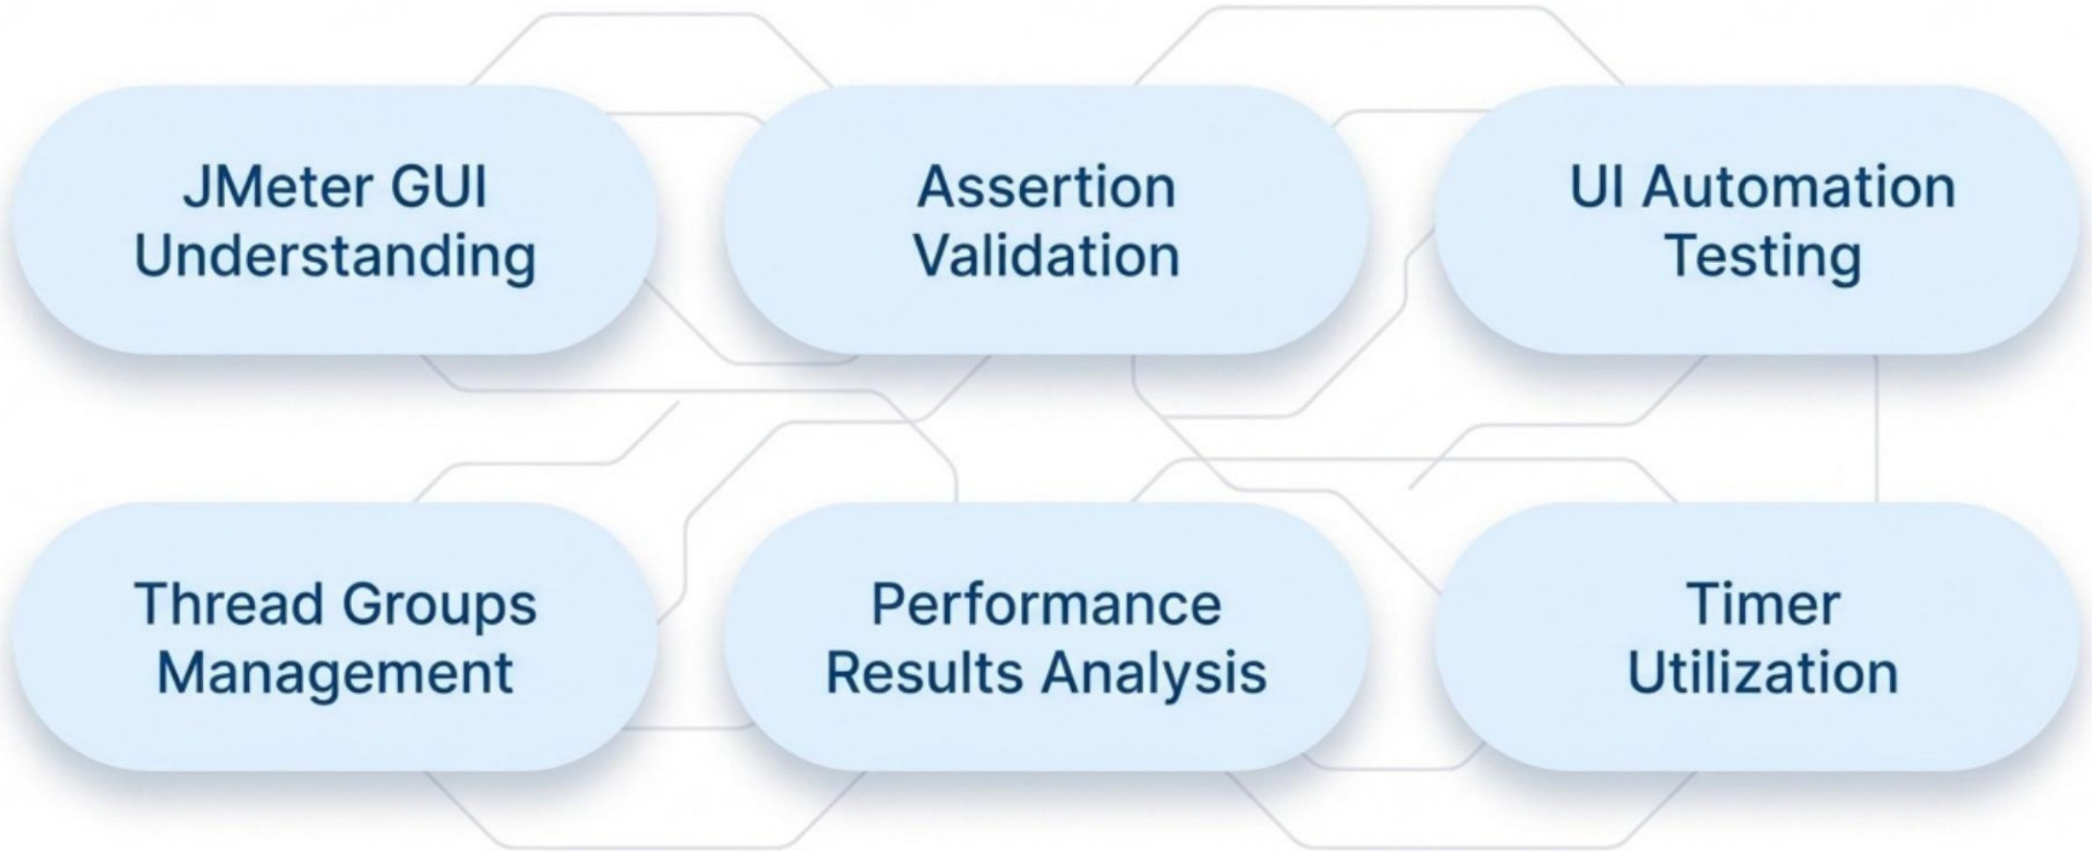 JMeter GUI
Understanding
Assertion
Validation
UI Automation
Testing
Thread Groups
Management
Performance
Results Analysis
Timer
Utilization